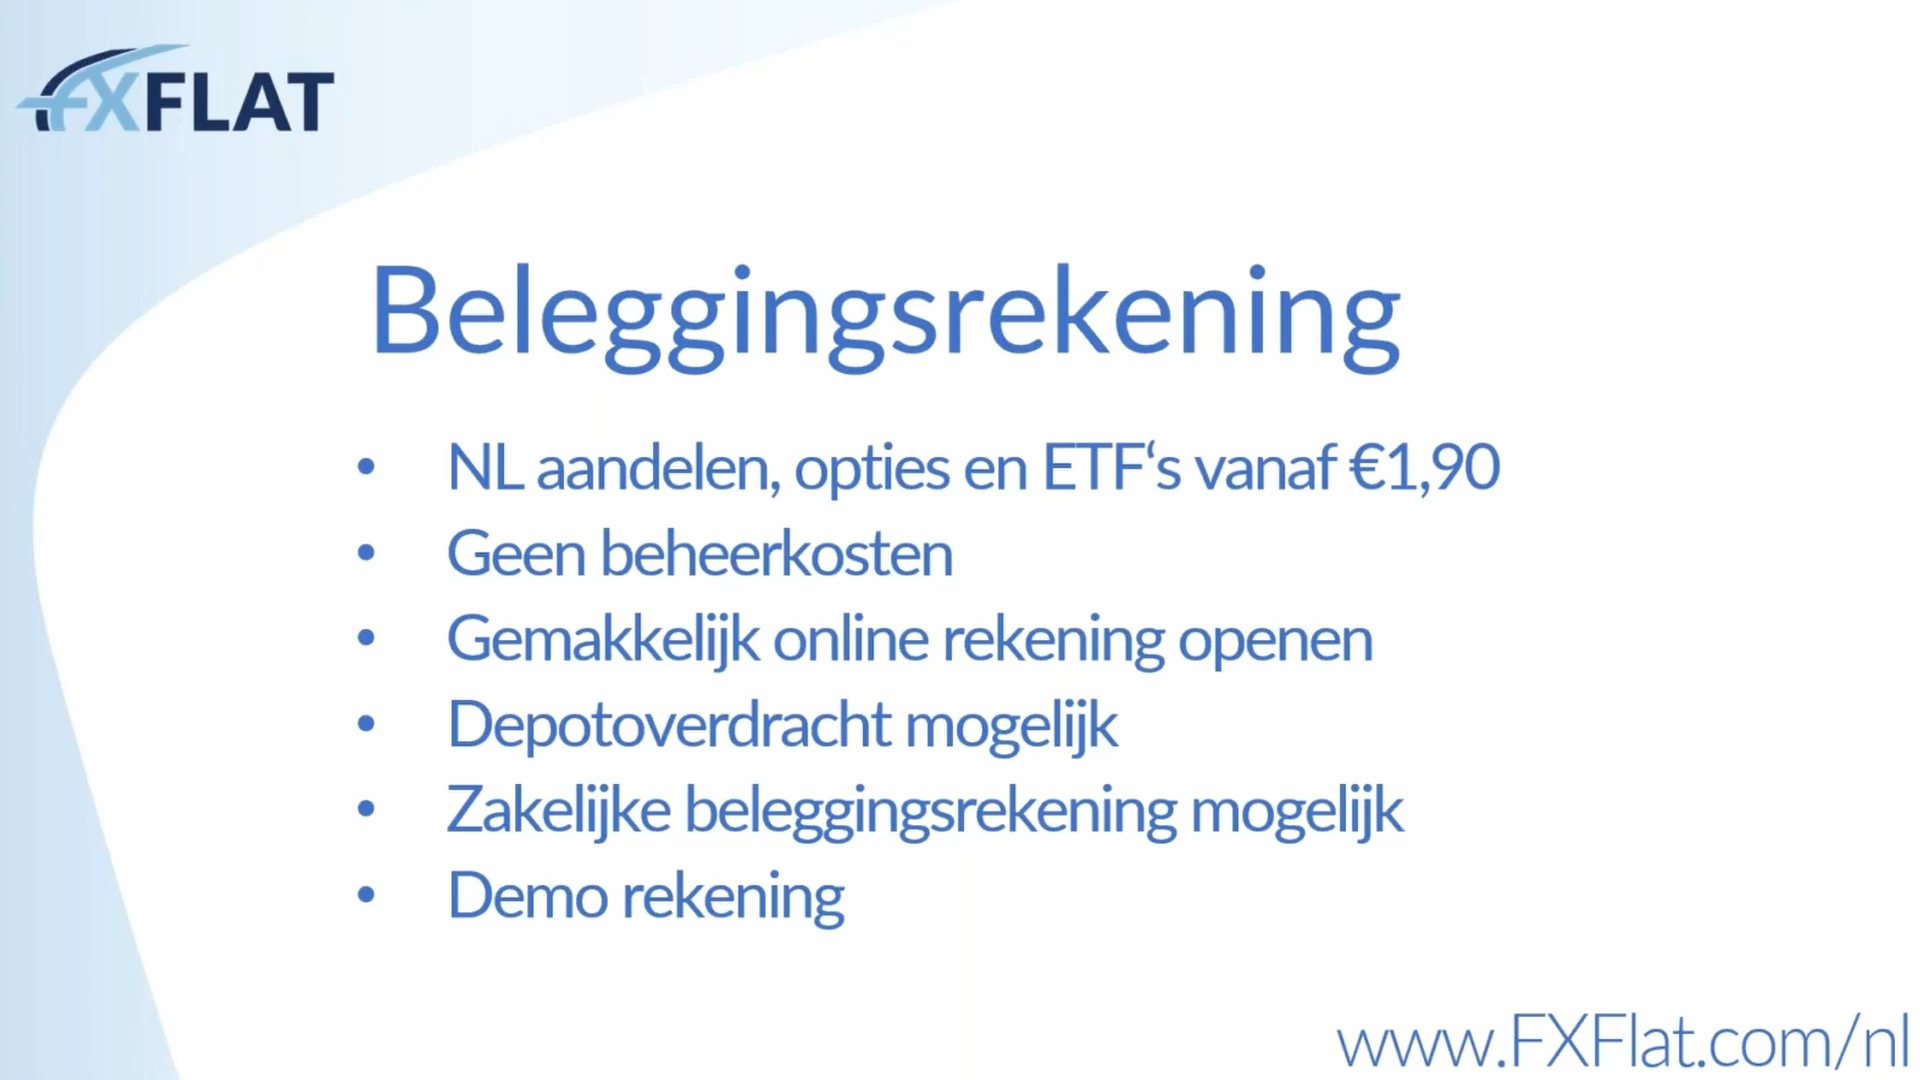 FXFLAT
Beleggingsrekening
• NL aandelen, opties en ETF‘s vanaf €1,90
• Geen beheerkosten
• Gemakkelijk online rekening openen
• Depotoverdracht mogelijk
• Zakelijke beleggingsrekening mogelijk
• Demo rekening
www.FXFlat.com/nl